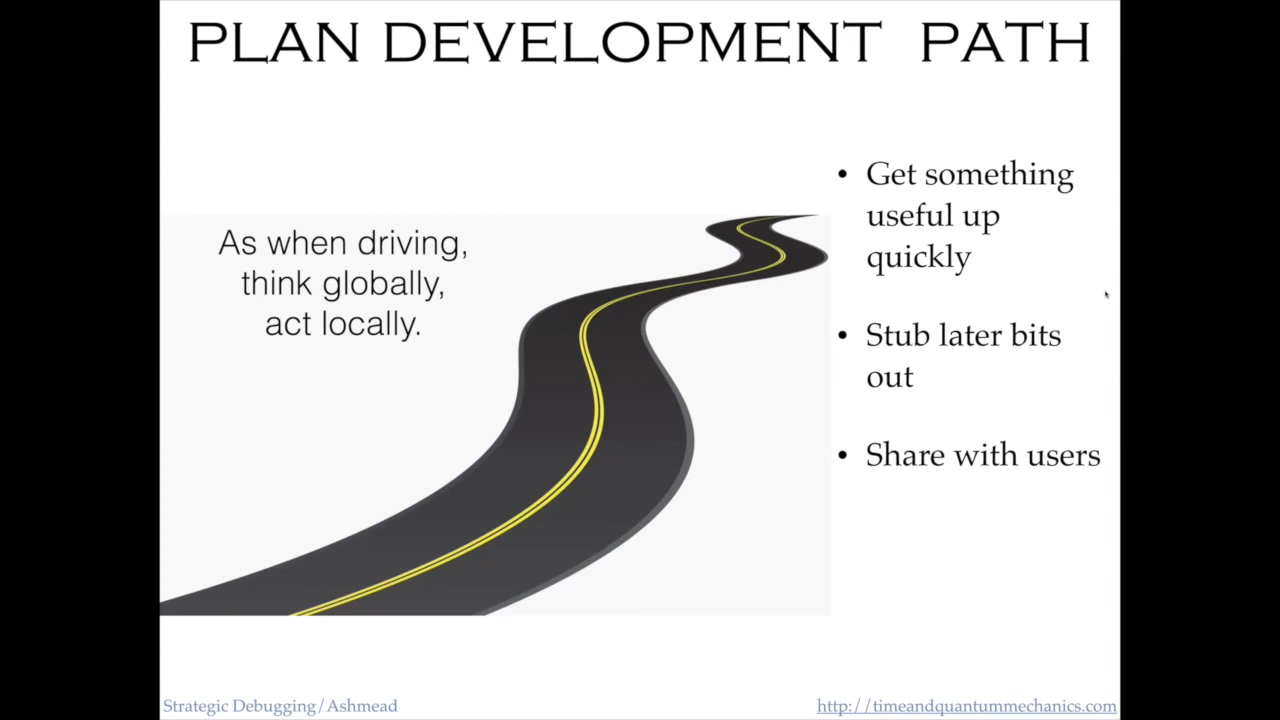 PLAN DEVELOPMENT PATH
As when driving,
think globally,
act locally.
• Get something
useful up
quickly
• Stub later bits
out
• Share with users
Strategic Debugging/Ashmead
http://timeandquantummechanics.com